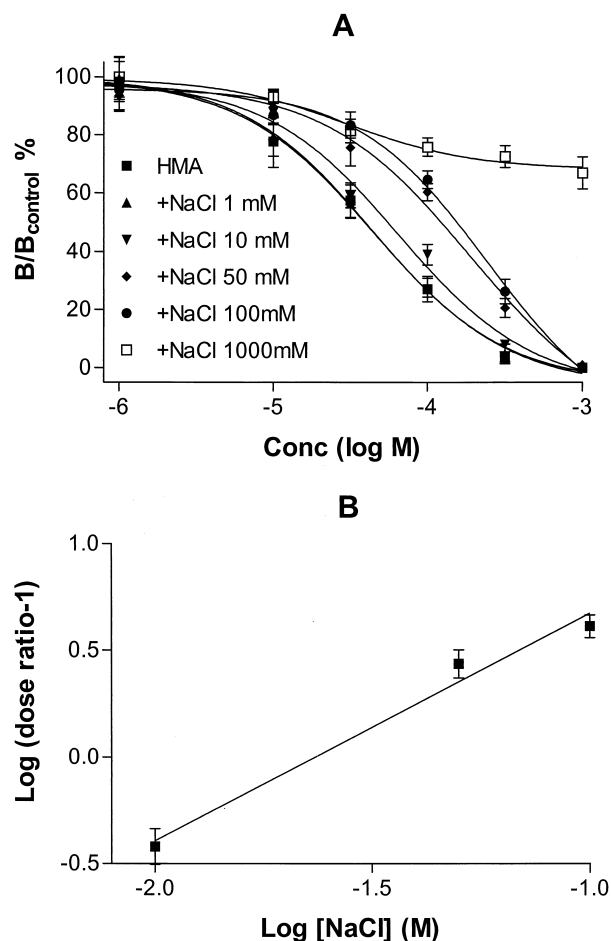 A
B/Bcontrol %
100
80
60
40
20
0
HMA
+NaCl 1 mM
+NaCl 10 mM
+NaCl 50 mM
+NaCl 100mM
+NaCl 1000mM
-6
-5
-4
-3
Conc (log M)
B
Log (dose ratio-1)
1.0
0.5
0.0
-0.5
-2.0
-1.5
-1.0
Log [NaCl] (M)